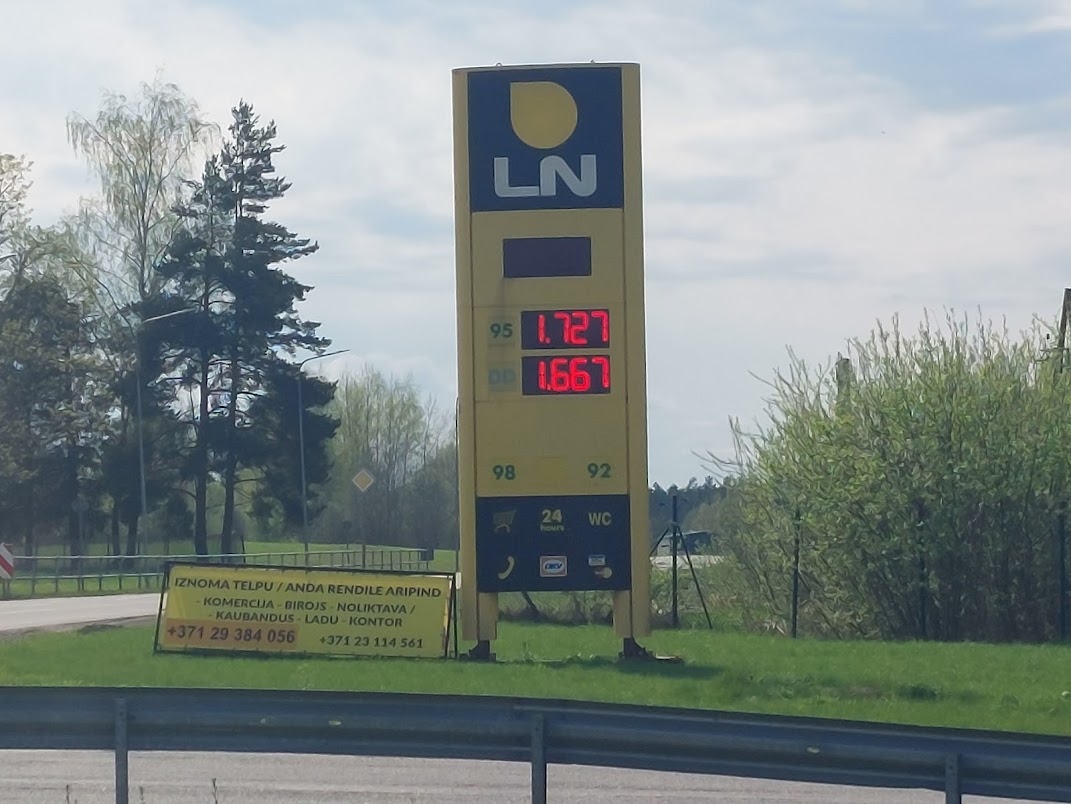 LN
95 1.727
DD 1.667
98 92
24 hours WC
DKV
IZNOMA TELPU / ANDA RENDILE ARIPIND
- KOMERCIJA - BIROJS - NOLIKTAVA /
- KAUBANDUS - LADU - KONTOR
+371 29 384 056 +371 23 114 561